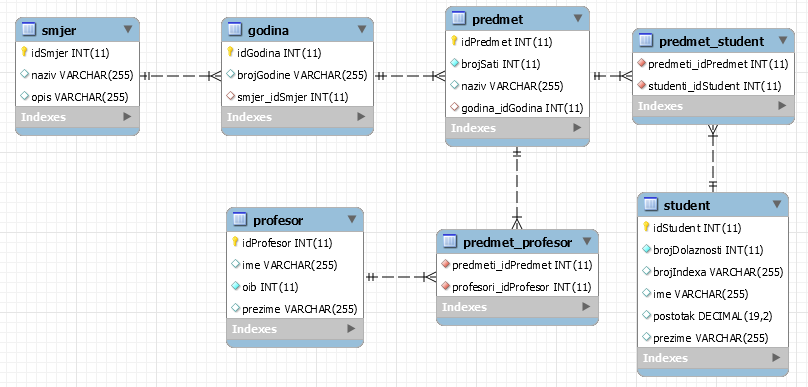 smjer
idSmjer INT(11)
naziv VARCHAR(255)
opis VARCHAR(255)
Indexes
godina
idGodina INT(11)
brojGodine VARCHAR(255)
smjer_idSmjer INT(11)
Indexes
predmet
idPredmet INT(11)
brojSati INT(11)
naziv VARCHAR(255)
godina_idGodina INT(11)
Indexes
predmet_student
predmeti_idPredmet INT(11)
studenti_idStudent INT(11)
Indexes
profesor
idProfesor INT(11)
ime VARCHAR(255)
oib INT(11)
prezime VARCHAR(255)
Indexes
predmet_profesor
predmeti_idPredmet INT(11)
profesori_idProfesor INT(11)
Indexes
student
idStudent INT(11)
brojDolaznosti INT(11)
brojIndexa VARCHAR(255)
ime VARCHAR(255)
postotak DECIMAL(19,2)
prezime VARCHAR(255)
Indexes